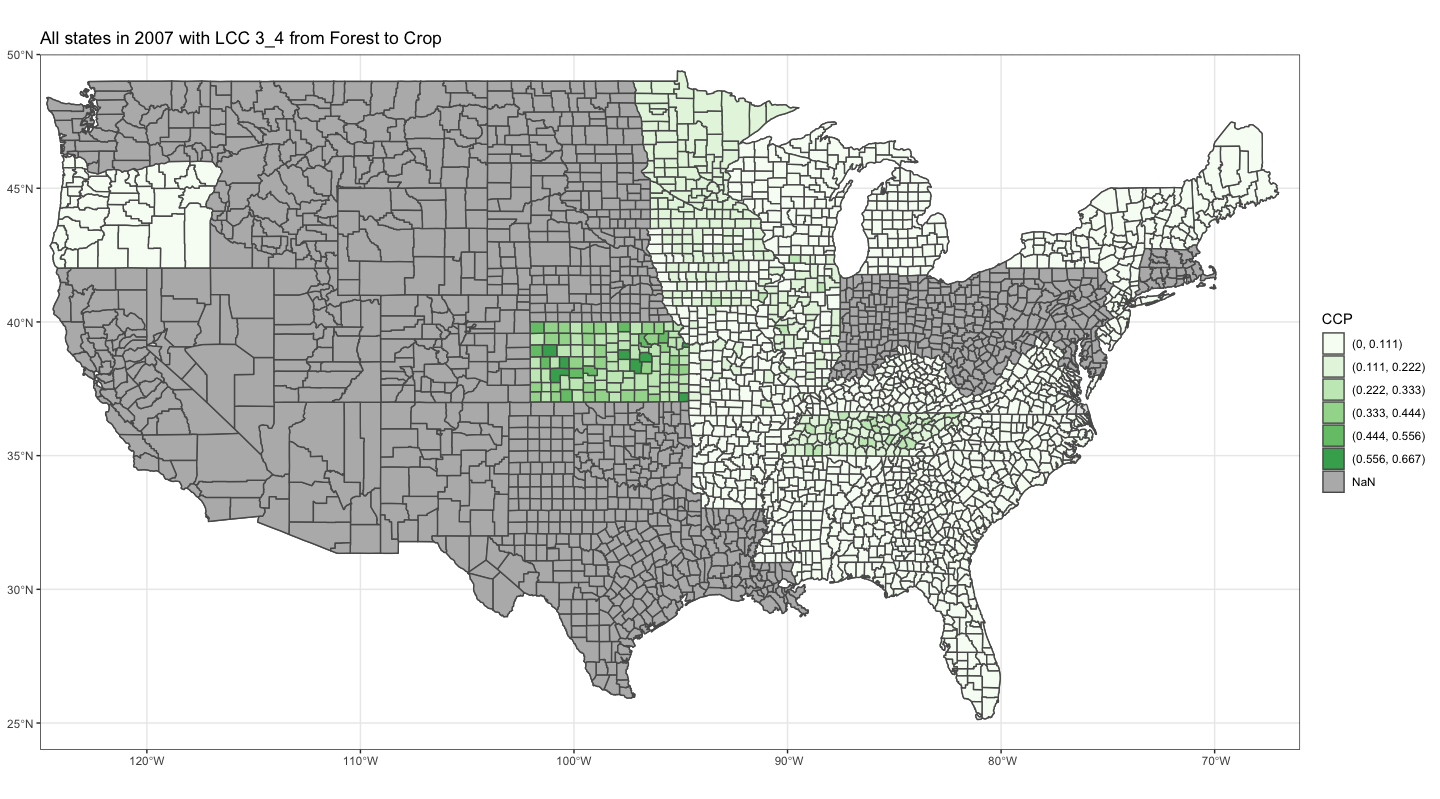 All states in 2007 with LCC 3_4 from Forest to Crop
50°N
45°N
40°N
35°N
30°N
25°N
120°W
110°W
100°W
90°W
80°W
70°W
CCP
(0, 0.111)
(0.111, 0.222)
(0.222, 0.333)
(0.333, 0.444)
(0.444, 0.556)
(0.556, 0.667)
NaN